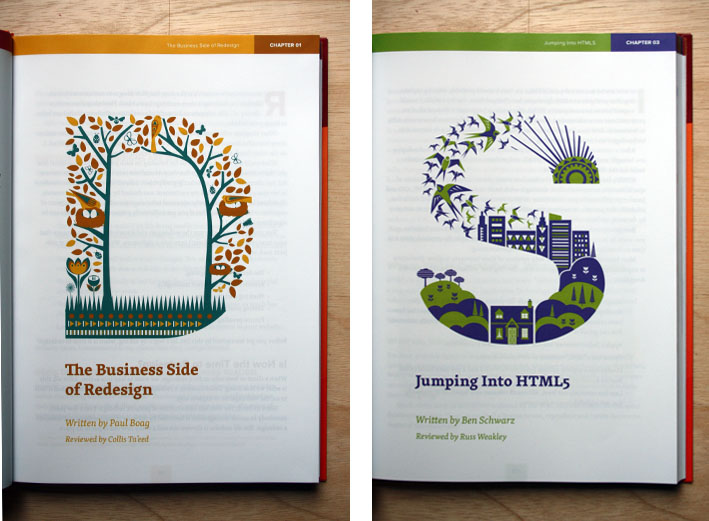 The Business Side of Redesign CHAPTER 01
D
The Business Side
of Redesign
Written by Paul Boag
Reviewed by Collis Ta'eed
Jumping Into HTML5 CHAPTER 02
S
Jumping Into HTML5
Written by Ben Schwarz
Reviewed by Russ Weakley